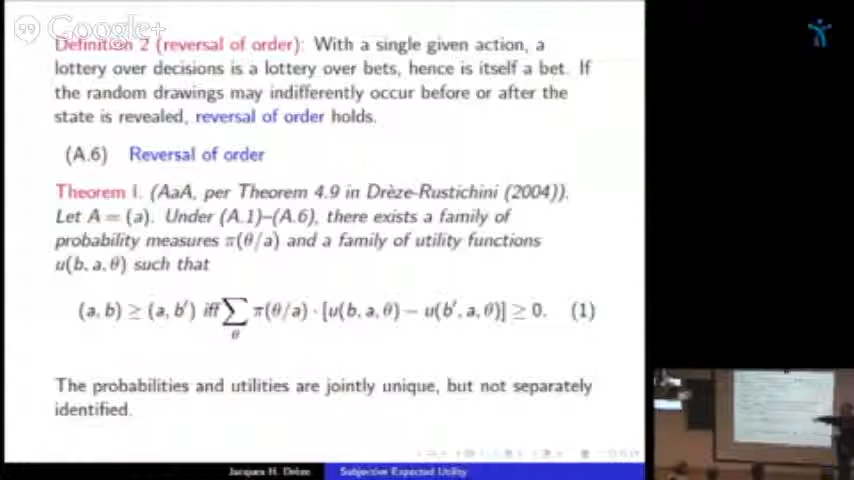 Google+
Definition 2 (reversal of order): With a single given action, a
lottery over decisions is a lottery over bets, hence is itself a bet. If
the random drawings may indifferently occur before or after the
state is revealed, reversal of order holds.
(A.6) Reversal of order
Theorem I. (AaA, per Theorem 4.9 in Drèze-Rustichini (2004)).
Let A = (a). Under (A.1)–(A.6), there exists a family of
probability measures π(θ/a) and a family of utility functions
u(b, a, θ) such that
(a, b) ≥ (a, b′) iff ∑ π(θ/a) · [u(b, a, θ) − u(b′, a, θ)] ≥ 0. (1)
θ
The probabilities and utilities are jointly unique, but not separately
identified.
Jacques H. Drèze Subjective Expected Utility